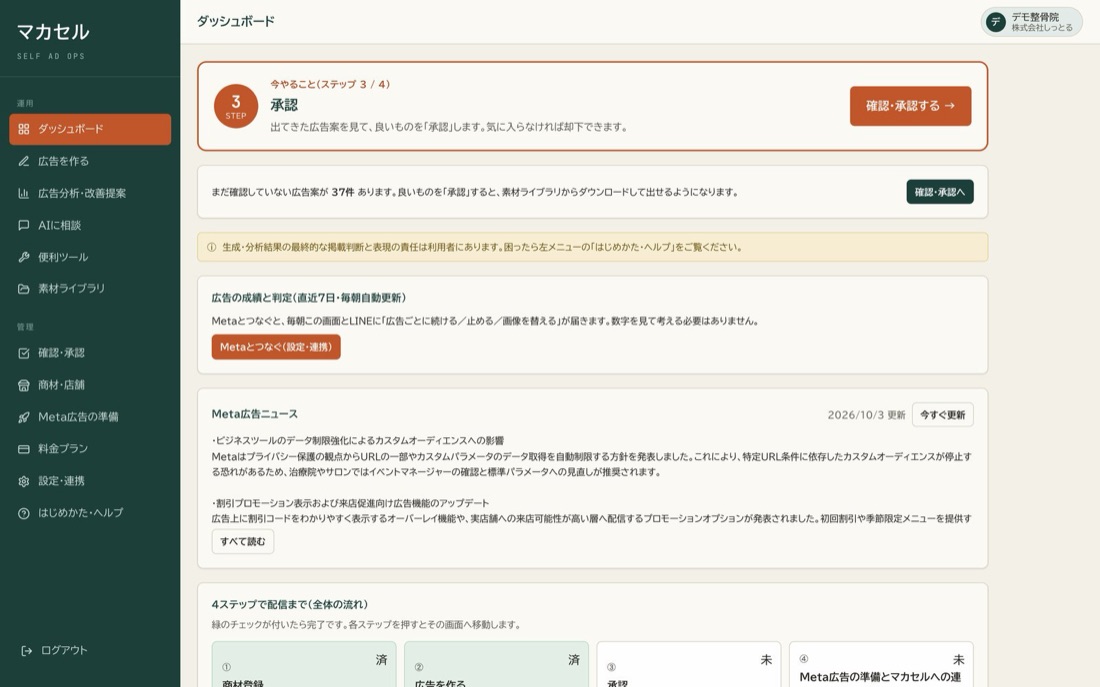 マカセル
SELF AD OPS
運用
ダッシュボード
広告を作る
広告分析・改善提案
AIに相談
便利ツール
素材ライブラリ
管理
確認・承認
商材・店舗
Meta広告の準備
料金プラン
設定・連携
はじめかた・ヘルプ
ログアウト
ダッシュボード
デ
デモ整骨院
株式会社しっとる
3
STEP
今やること(ステップ 3 / 4)
承認
出てきた広告案を見て、良いものを「承認」します。気に入らなければ却下できます。
確認・承認する →
まだ確認していない広告案が 37件 あります。良いものを「承認」すると、素材ライブラリからダウンロードして出せるようになります。
確認・承認へ
生成・分析結果の最終的な掲載判断と表現の責任は利用者にあります。困ったら左メニューの「はじめかた・ヘルプ」をご覧ください。
広告の成績と判定(直近7日・毎朝自動更新)
Metaとつなぐと、毎朝この画面とLINEに「広告ごとに続ける／止める／画像を替える」が届きます。数字を見て考える必要はありません。
Metaとつなぐ(設定・連携)
Meta広告ニュース
2026/10/3 更新
今すぐ更新
・ビジネスツールのデータ制限強化によるカスタムオーディエンスへの影響
Metaはプライバシー保護の観点からURLの一部やカスタムパラメータのデータ取得を自動制限する方針を発表しました。これにより、特定URL条件に依存したカスタムオーディエンスが停止す
る恐れがあるため、治療院やサロンではイベントマネージャーの確認と標準パラメータへの見直しが推奨されます。
・割引プロモーション表示および来店促進向け広告機能のアップデート
広告上に割引コードをわかりやすく表示するオーバーレイ機能や、実店舗への来店可能性が高い層へ配信するプロモーションオプションが発表されました。初回割引や季節限定メニューを提供す
すべて読む
4ステップで配信まで(全体の流れ)
緑のチェックが付いたら完了です。各ステップを押すとその画面へ移動します。
①
済
商材登録
②
済
広告を作る
③
未
承認
④
未
Meta広告の準備とマカセルへの連